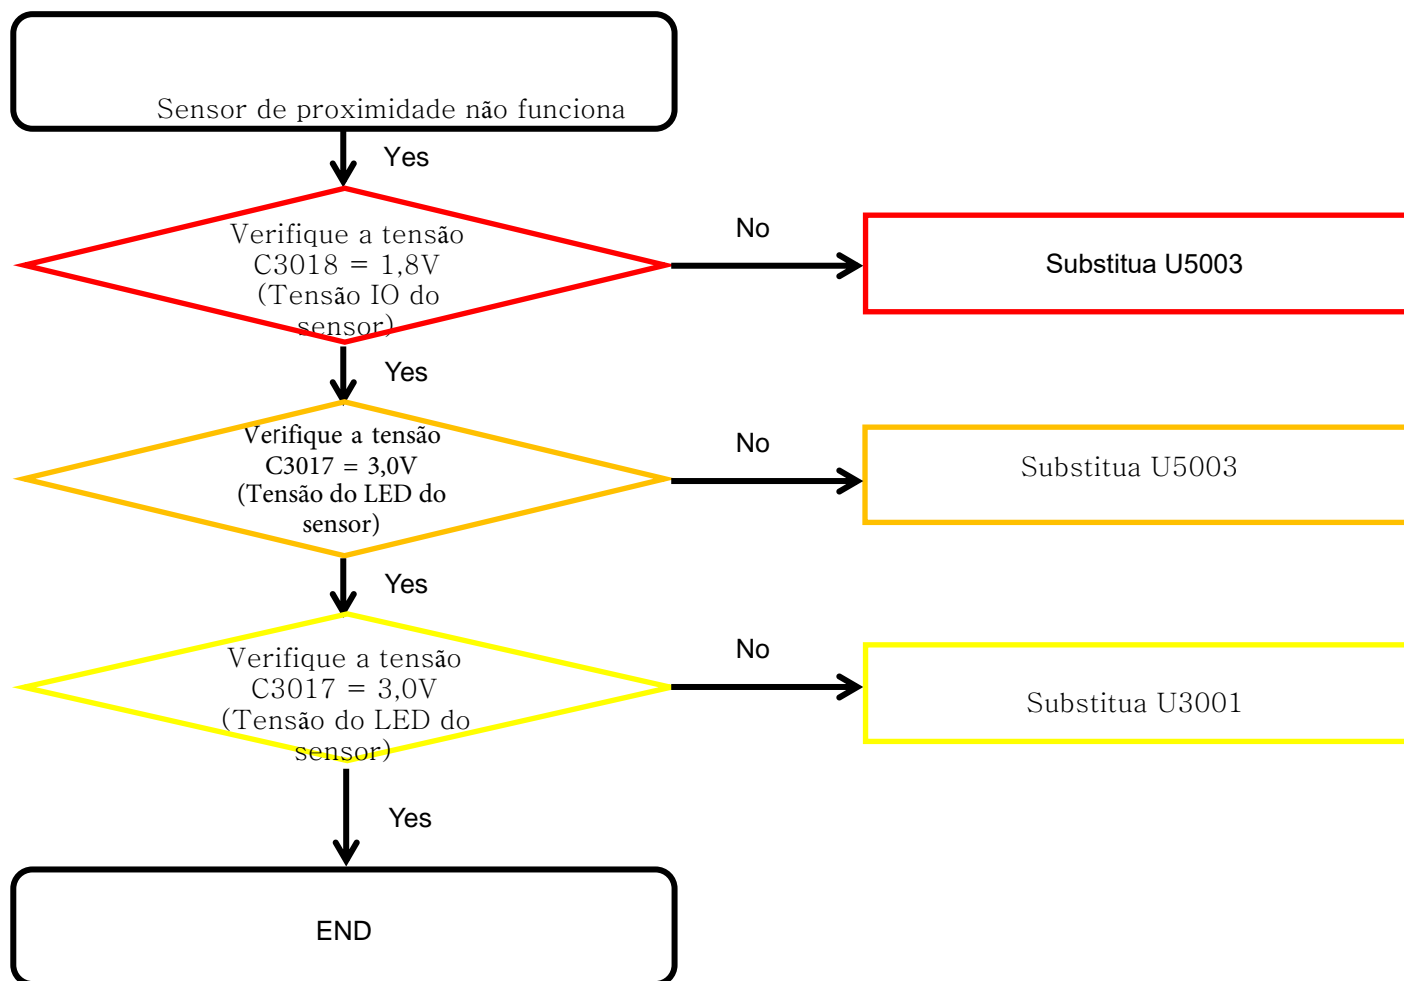 Sensor de proximidade não funciona
Yes
Verifique a tensão
C3018 = 1,8V
(Tensão IO do
sensor)
No
Substitua U5003
Yes
Verifique a tensão
C3017 = 3,0V
(Tensão do LED do
sensor)
No
Substitua U5003
Yes
Verifique a tensão
C3017 = 3,0V
(Tensão do LED do
sensor)
No
Substitua U3001
Yes
END